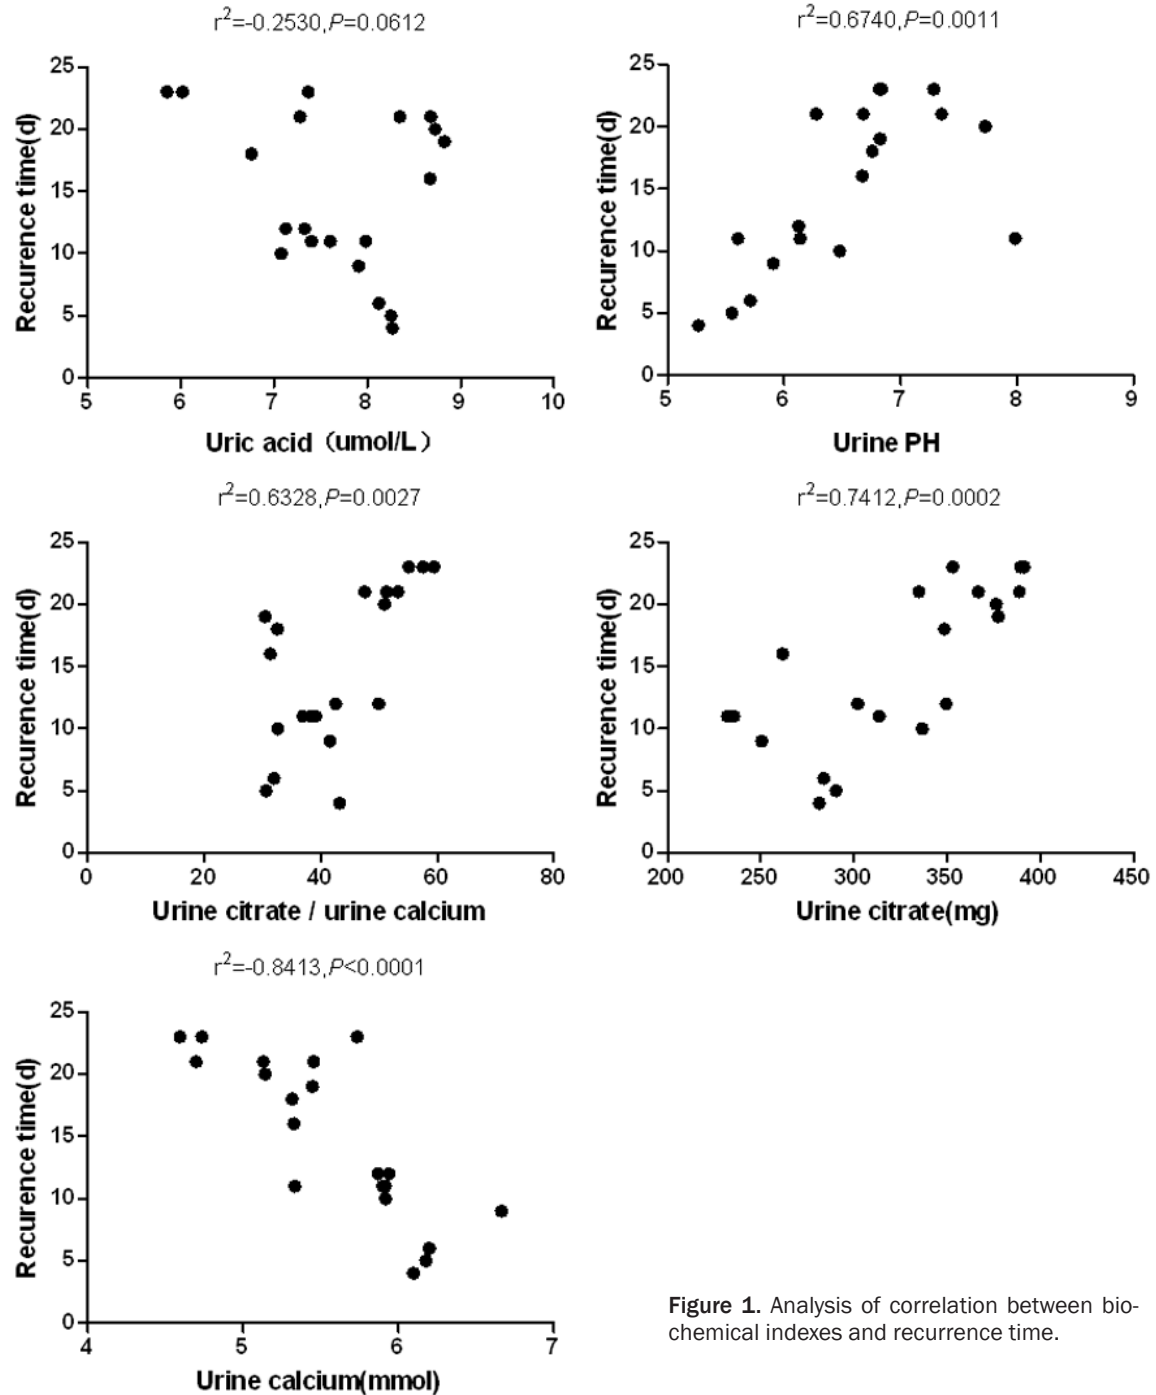 r²=-0.2530,P=0.0612
Recurence time(d)
25
20
15
10
5
0
5 6 7 8 9 10
Uric acid（umol/L）
r²=0.6740,P=0.0011
Recurence time(d)
25
20
15
10
5
0
5 6 7 8 9
Urine PH
r²=0.6328,P=0.0027
Recurence time(d)
25
20
15
10
5
0
0 20 40 60 80
Urine citrate / urine calcium
r²=0.7412,P=0.0002
Recurence time(d)
25
20
15
10
5
0
200 250 300 350 400 450
Urine citrate(mg)
r²=-0.8413,P<0.0001
Recurence time(d)
25
20
15
10
5
0
4 5 6 7
Urine calcium(mmol)
Figure 1. Analysis of correlation between bio-
chemical indexes and recurrence time.